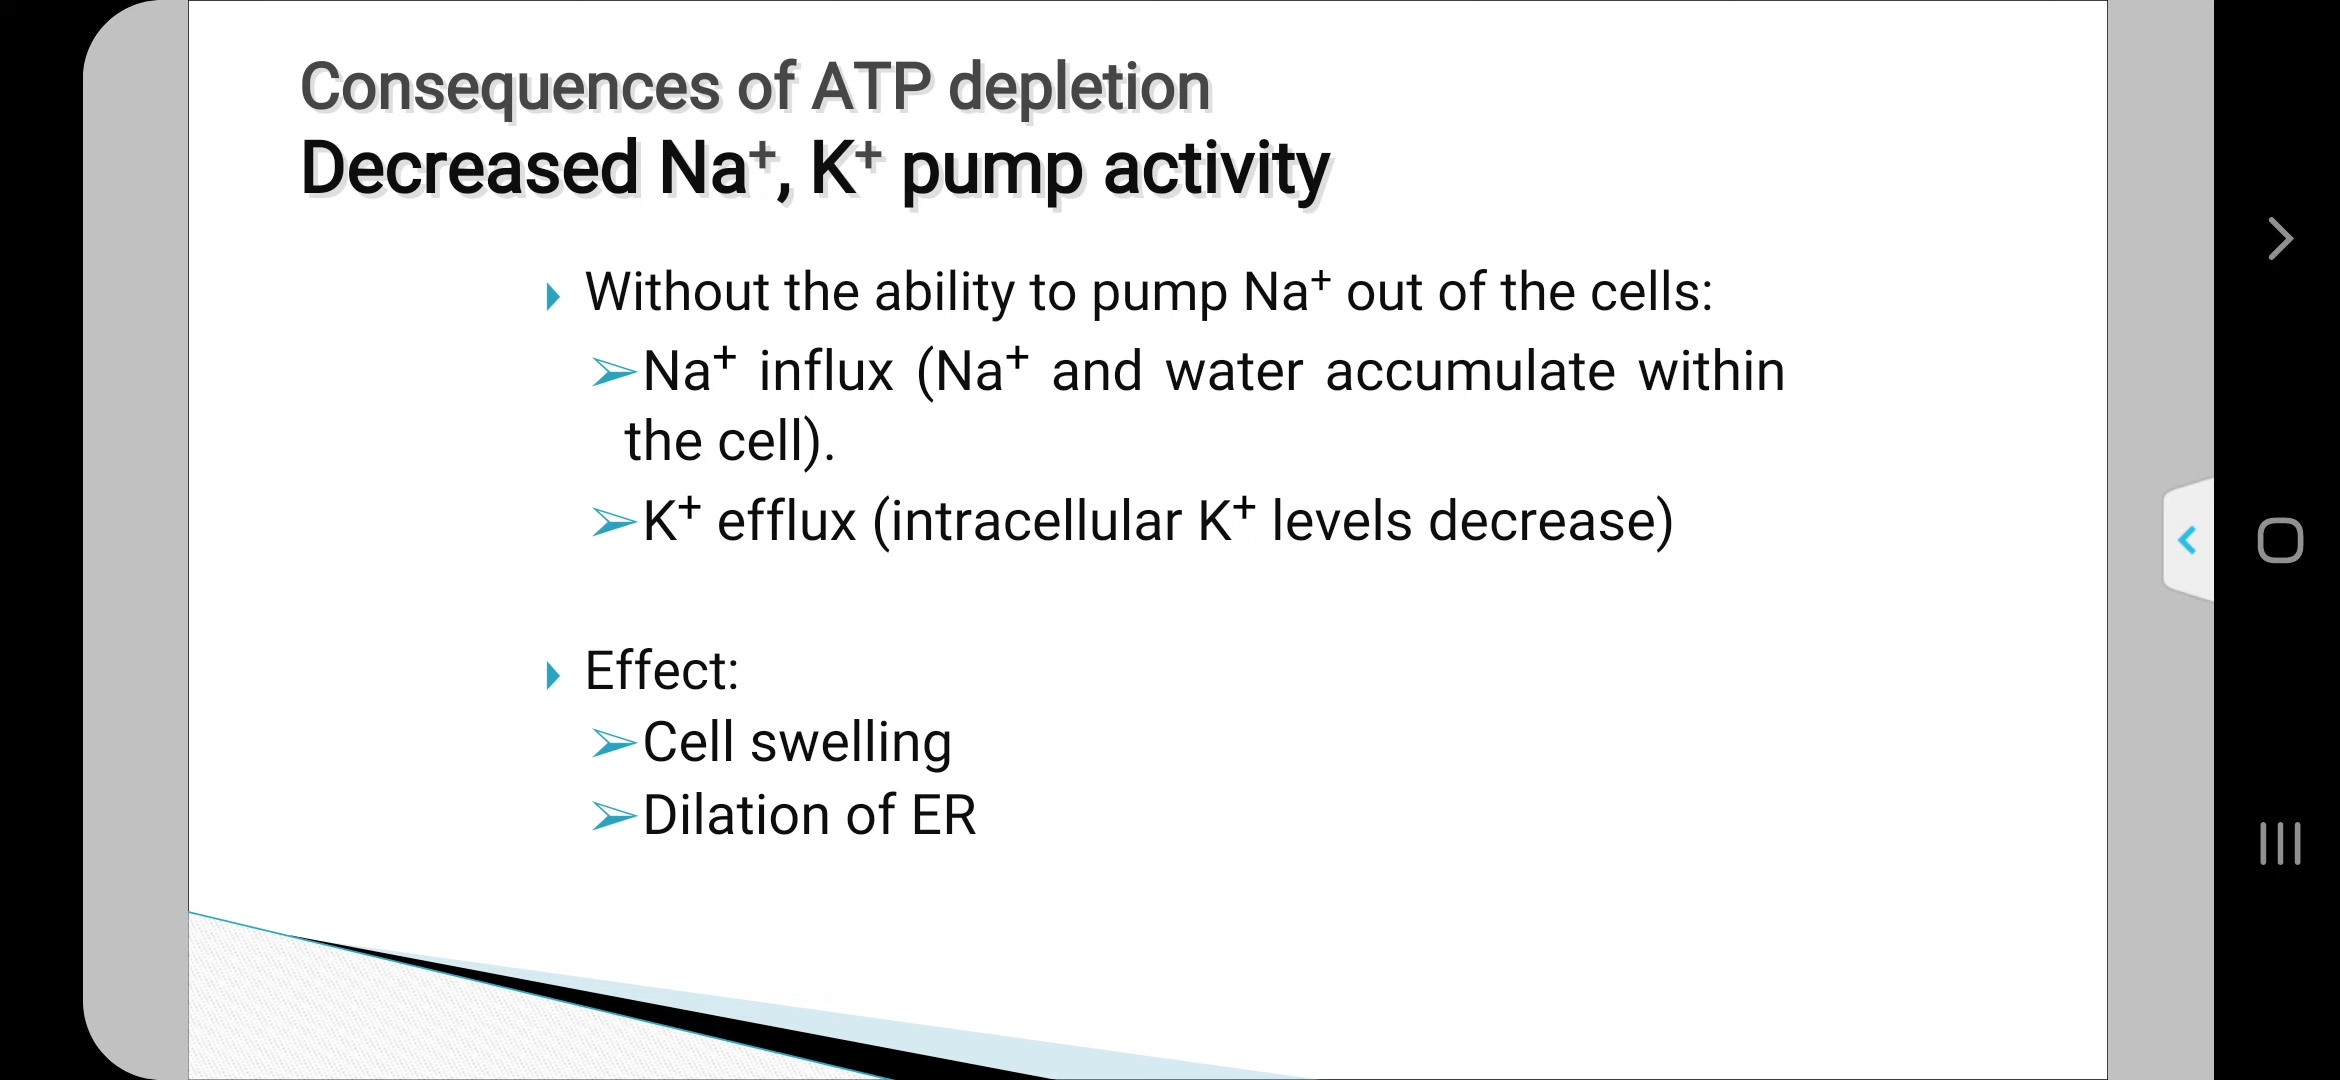 Consequences of ATP depletion
Decreased Na⁺, K⁺ pump activity
Without the ability to pump Na⁺ out of the cells:
➢Na⁺ influx (Na⁺ and water accumulate within
the cell).
➢K⁺ efflux (intracellular K⁺ levels decrease)
Effect:
➢Cell swelling
➢Dilation of ER